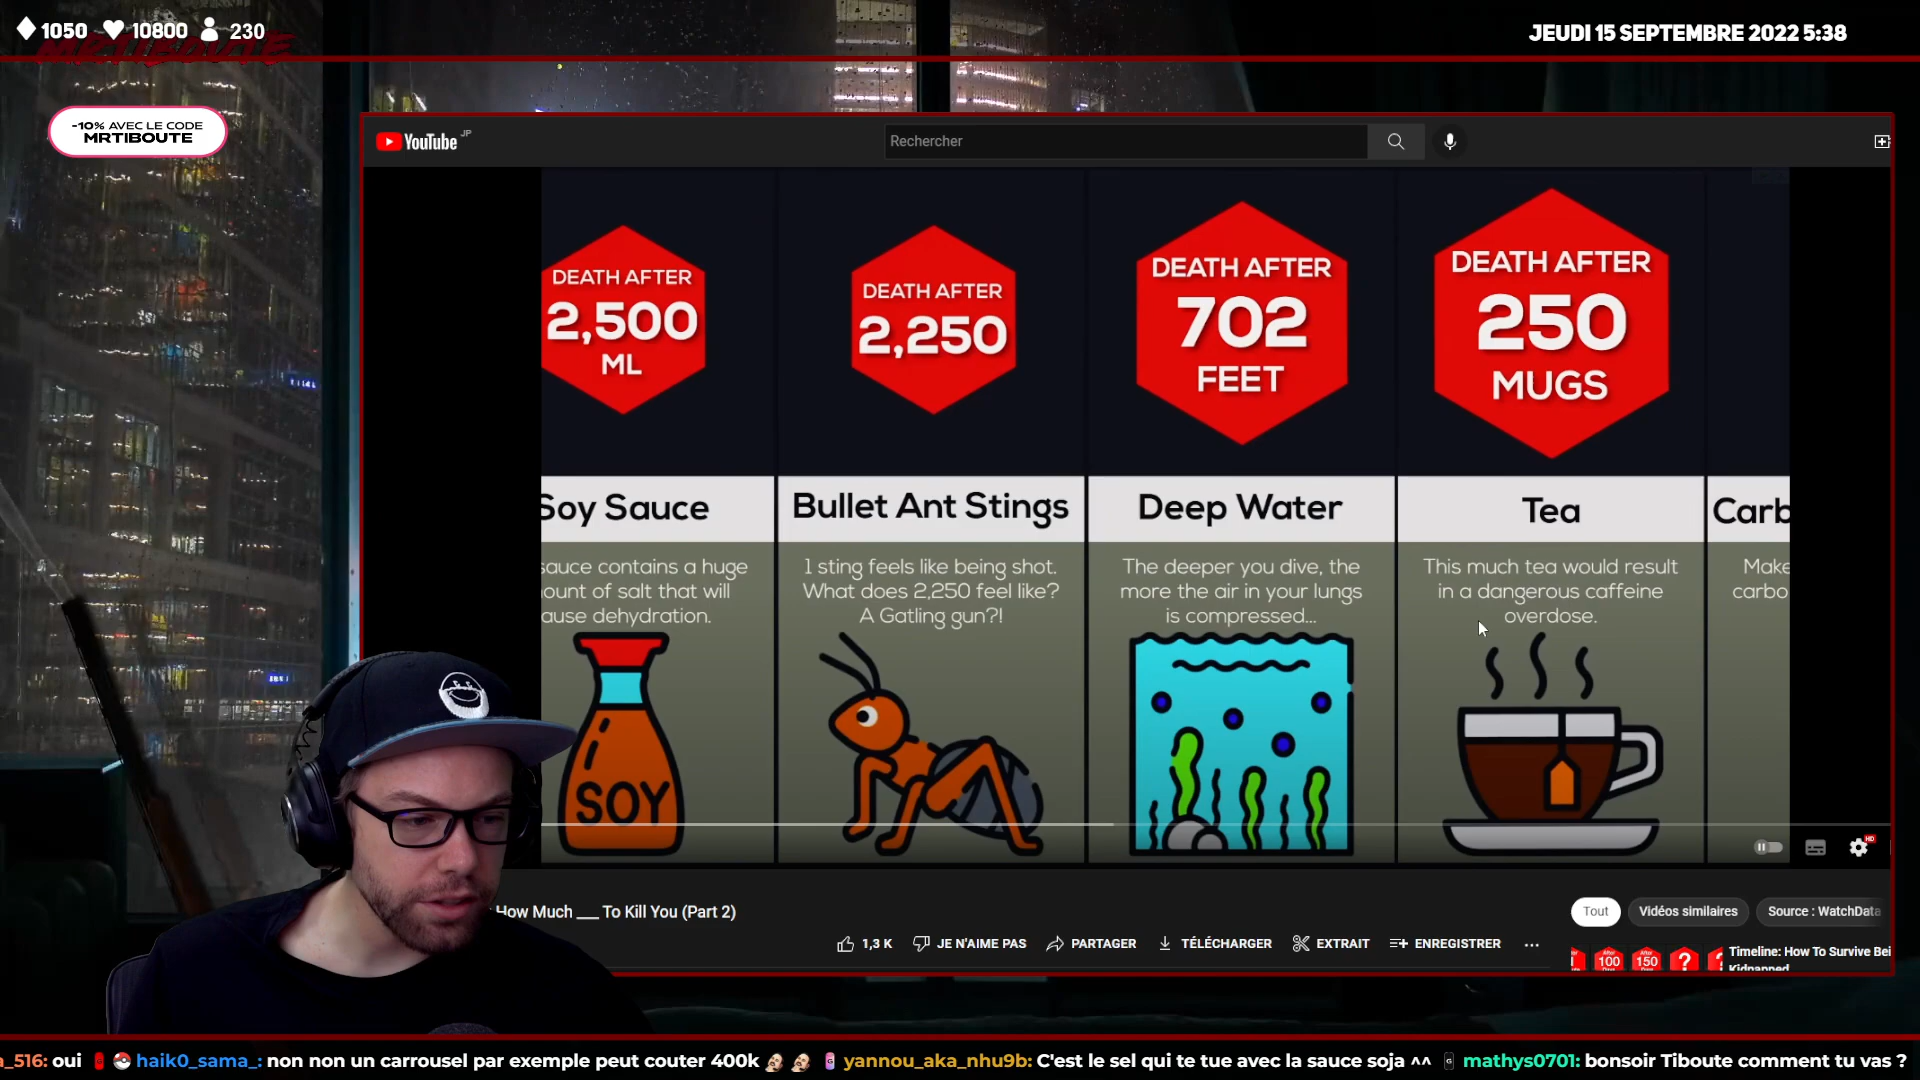 1050 10800 230
MRTIBOUTE
JEUDI 15 SEPTEMBRE 2022 5:38
-10% AVEC LE CODE
MRTIBOUTE
YouTube JP
Rechercher
DEATH AFTER
2,500
ML
DEATH AFTER
2,250
DEATH AFTER
702
FEET
DEATH AFTER
250
MUGS
Soy Sauce
Bullet Ant Stings
Deep Water
Tea
Carb
sauce contains a huge
ount of salt that will
ause dehydration.
1 sting feels like being shot.
What does 2,250 feel like?
A Gatling gun?!
The deeper you dive, the
more the air in your lungs
is compressed...
This much tea would result
in a dangerous caffeine
overdose.
Make
carbo
SOY
HD
How Much ___ To Kill You (Part 2)
1,3 K JE N'AIME PAS PARTAGER TÉLÉCHARGER EXTRAIT ENREGISTRER ...
Tout Vidéos similaires Source : WatchData
100 150 ? ?
Timeline: How To Survive Bei
Kidnapped
a_516: oui haik0_sama_: non non un carrousel par exemple peut couter 400k yannou_aka_nhu9b: C'est le sel qui te tue avec la sauce soja ^^ mathys0701: bonsoir Tiboute comment tu vas ?